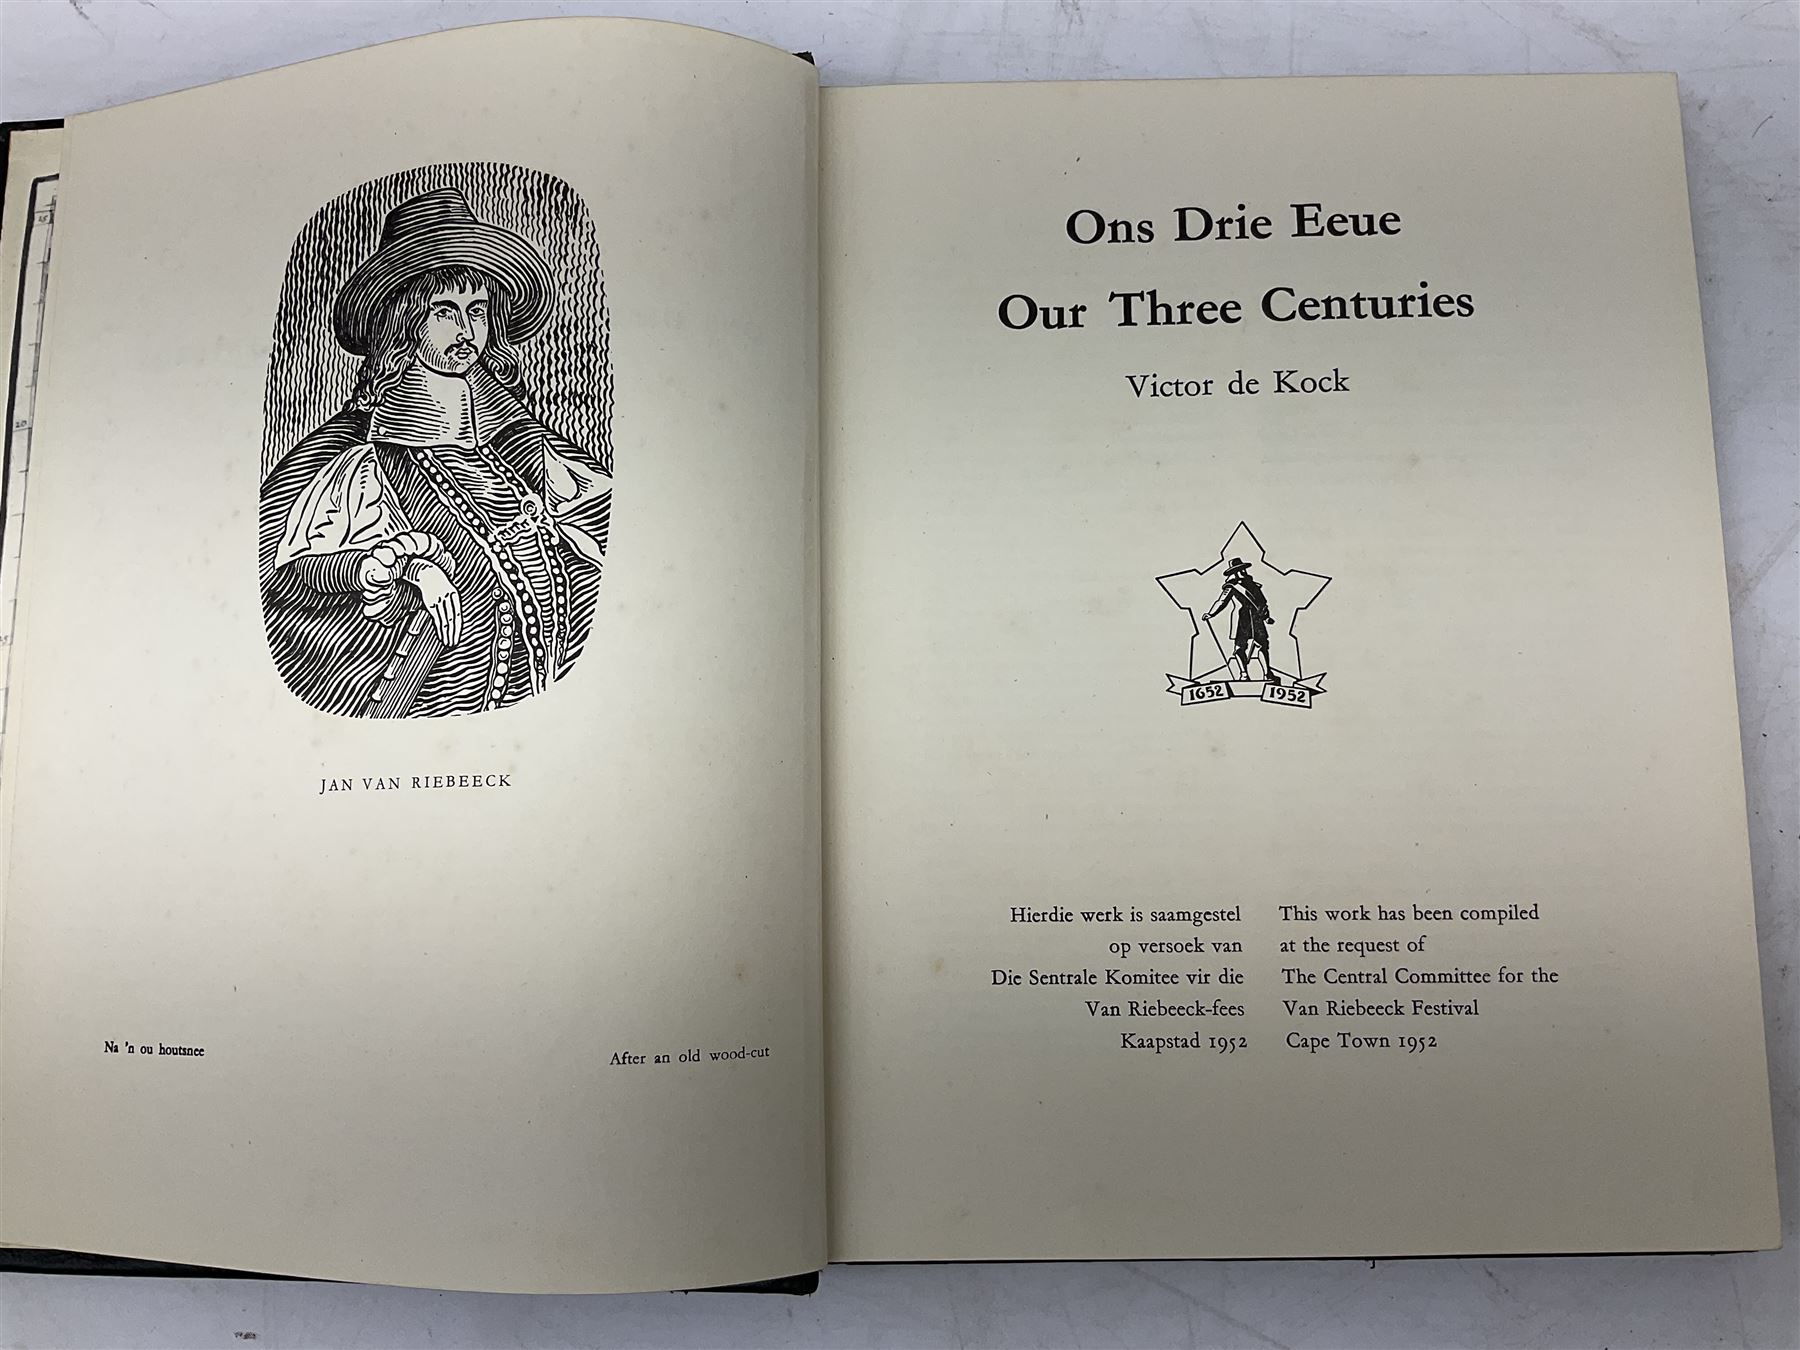 JAN VAN RIEBEECK
Na 'n ou houtsnee
After an old wood-cut
Ons Drie Eeue
Our Three Centuries
Victor de Kock
1652 1952
Hierdie werk is saamgestel
op versoek van
Die Sentrale Komitee vir die
Van Riebeeck-fees
Kaapstad 1952
This work has been compiled
at the request of
The Central Committee for the
Van Riebeeck Festival
Cape Town 1952